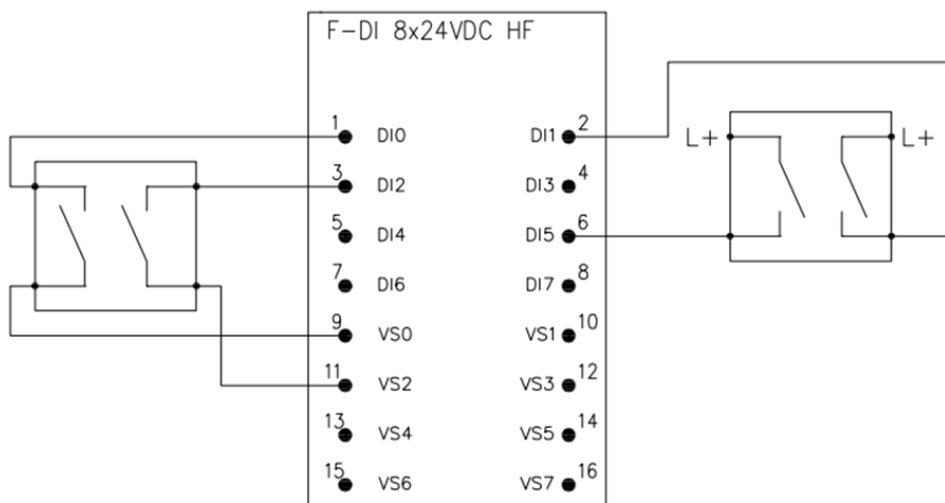 F-DI 8x24VDC HF
1 DI0 DI1 2
L+ L+
3 DI2 DI3 4
5 DI4 DI5 6
7 DI6 DI7 8
9 VS0 VS1 10
11 VS2 VS3 12
13 VS4 VS5 14
15 VS6 VS7 16